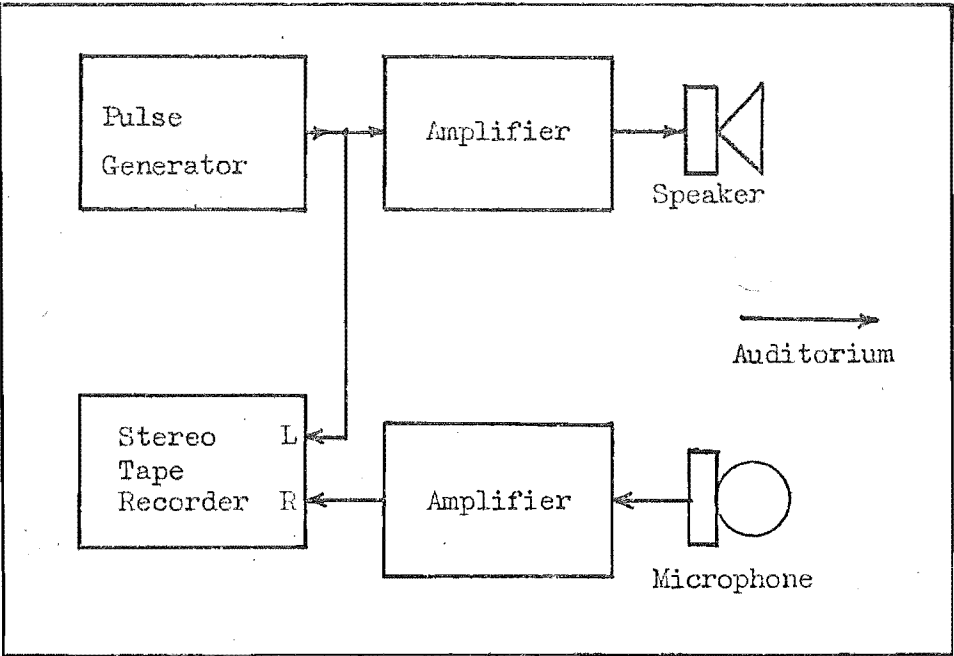 Pulse
Generator
Amplifier
Speaker
Auditorium
Stereo L
Tape
Recorder R
Amplifier
Microphone